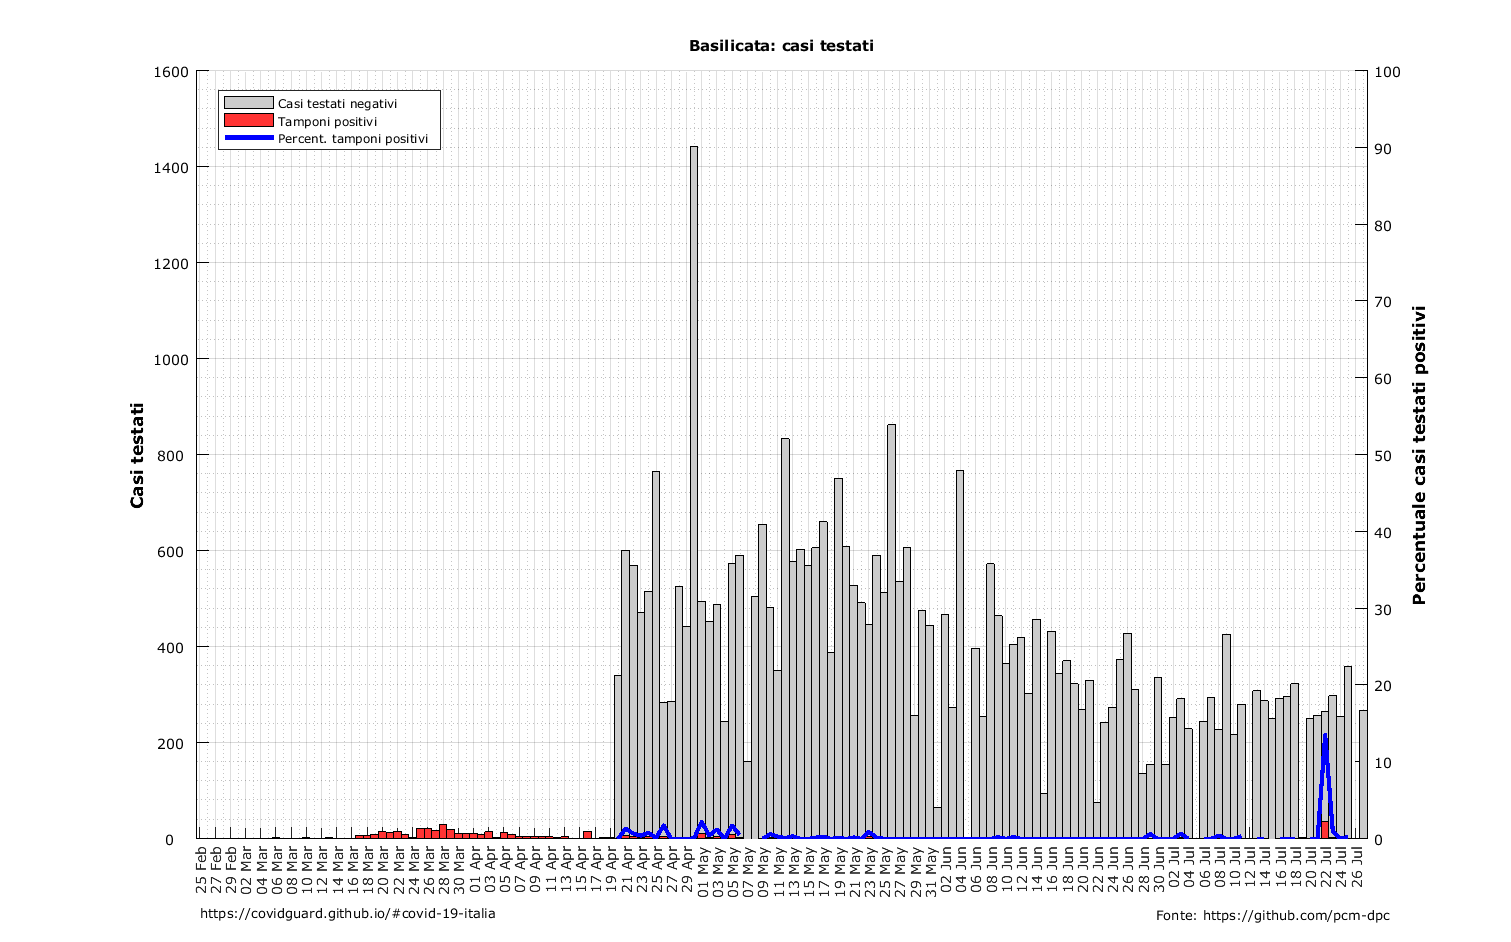 Basilicata: casi testati
1600
1400
1200
1000
800
600
400
200
0
100
90
80
70
60
50
40
30
20
10
0
Casi testati negativi
Tamponi positivi
Percent. tamponi positivi
Casi testati
Percentuale casi testati positivi
25 Feb
27 Feb
29 Feb
02 Mar
04 Mar
06 Mar
08 Mar
10 Mar
12 Mar
14 Mar
16 Mar
18 Mar
20 Mar
22 Mar
24 Mar
26 Mar
28 Mar
30 Mar
01 Apr
03 Apr
05 Apr
07 Apr
09 Apr
11 Apr
13 Apr
15 Apr
17 Apr
19 Apr
21 Apr
23 Apr
25 Apr
27 Apr
29 Apr
01 May
03 May
05 May
07 May
09 May
11 May
13 May
15 May
17 May
19 May
21 May
23 May
25 May
27 May
29 May
31 May
02 Jun
04 Jun
06 Jun
08 Jun
10 Jun
12 Jun
14 Jun
16 Jun
18 Jun
20 Jun
22 Jun
24 Jun
26 Jun
28 Jun
30 Jun
02 Jul
04 Jul
06 Jul
08 Jul
10 Jul
12 Jul
14 Jul
16 Jul
18 Jul
20 Jul
22 Jul
24 Jul
26 Jul
https://covidguard.github.io/#covid-19-italia
Fonte: https://github.com/pcm-dpc